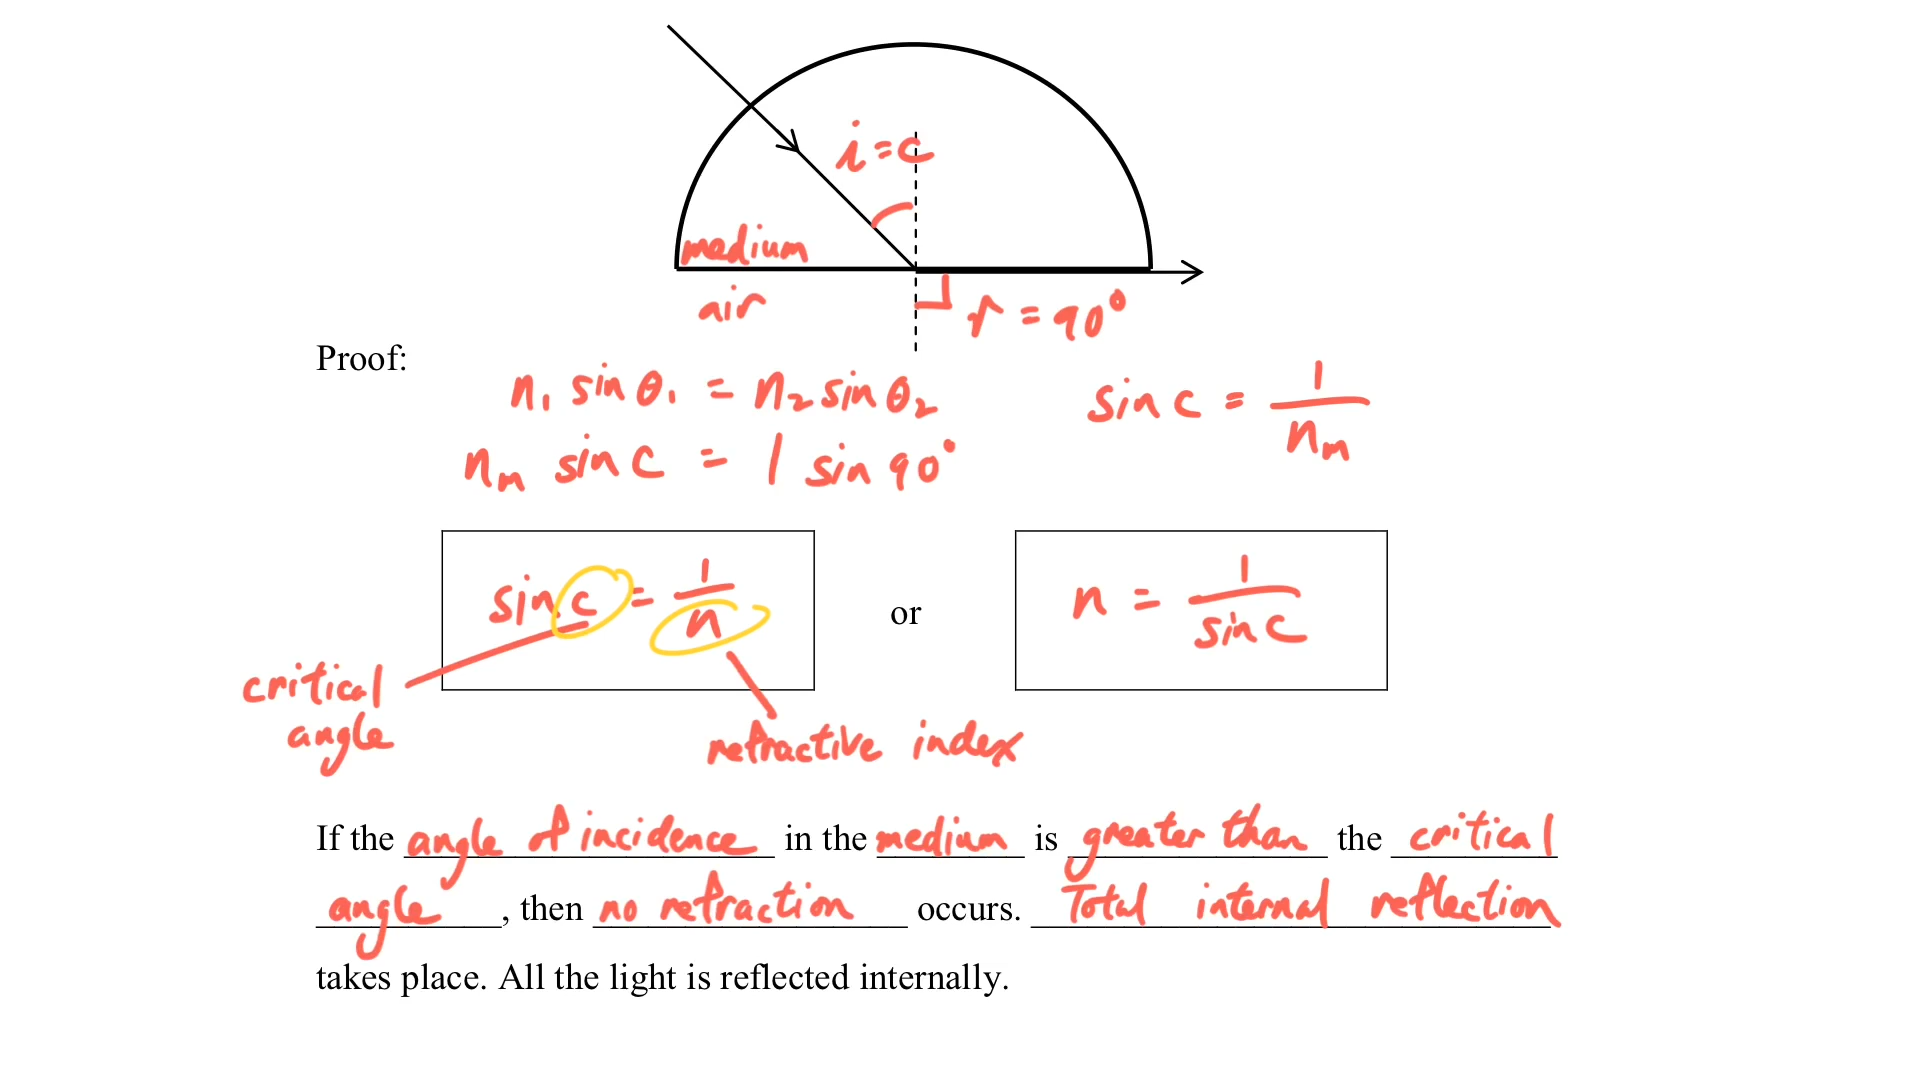 i = c
medium
air
r = 90°
Proof:
n₁ sin θ₁ = n₂ sin θ₂
sin c = 1/nₘ
nₘ sin c = 1 sin 90°
sin c = 1/n
or
n = 1/sin c
critical
angle
refractive index
If the angle of incidence in the medium is greater than the critical
angle, then no refraction occurs. Total internal reflection
takes place. All the light is reflected internally.